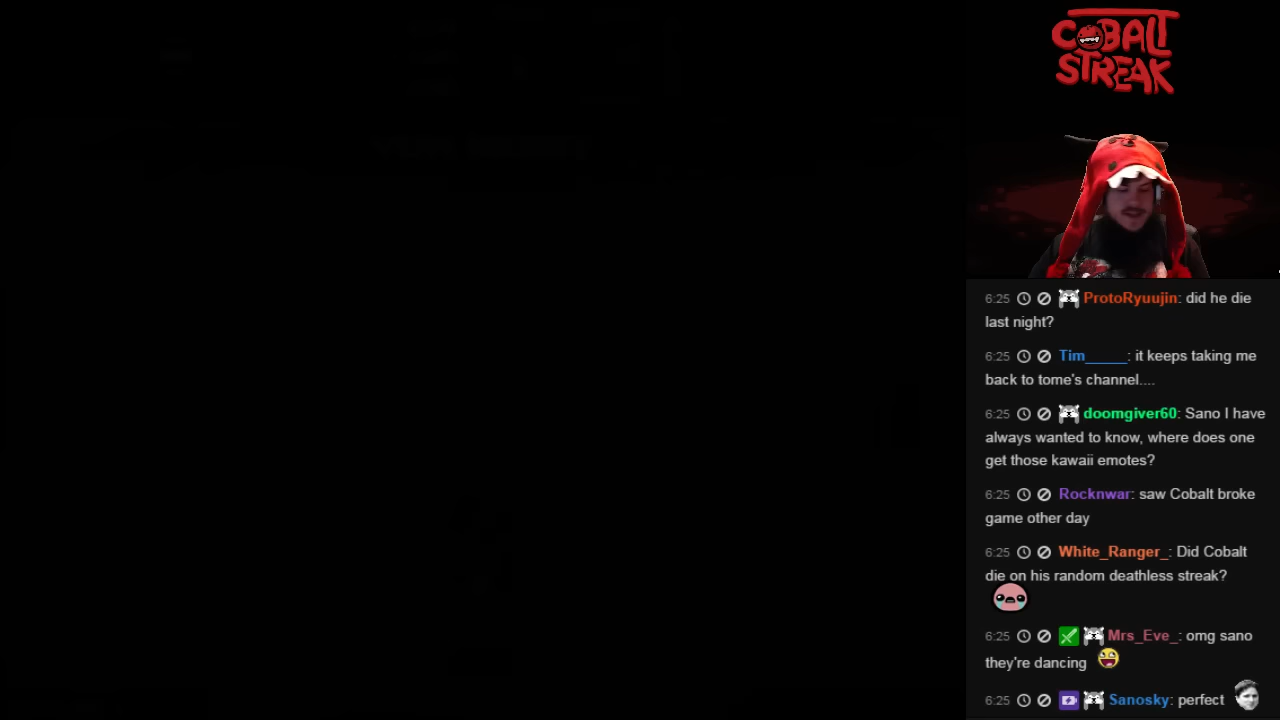 COBALT
STREAK
6:25 ProtoRyuujin: did he die
last night?
6:25 Tim_____: it keeps taking me
back to tome's channel....
6:25 doomgiver60: Sano I have
always wanted to know, where does one
get those kawaii emotes?
6:25 Rocknwar: saw Cobalt broke
game other day
6:25 White_Ranger_: Did Cobalt
die on his random deathless streak?
6:25 Mrs_Eve_: omg sano
they're dancing
6:25 Sanosky: perfect